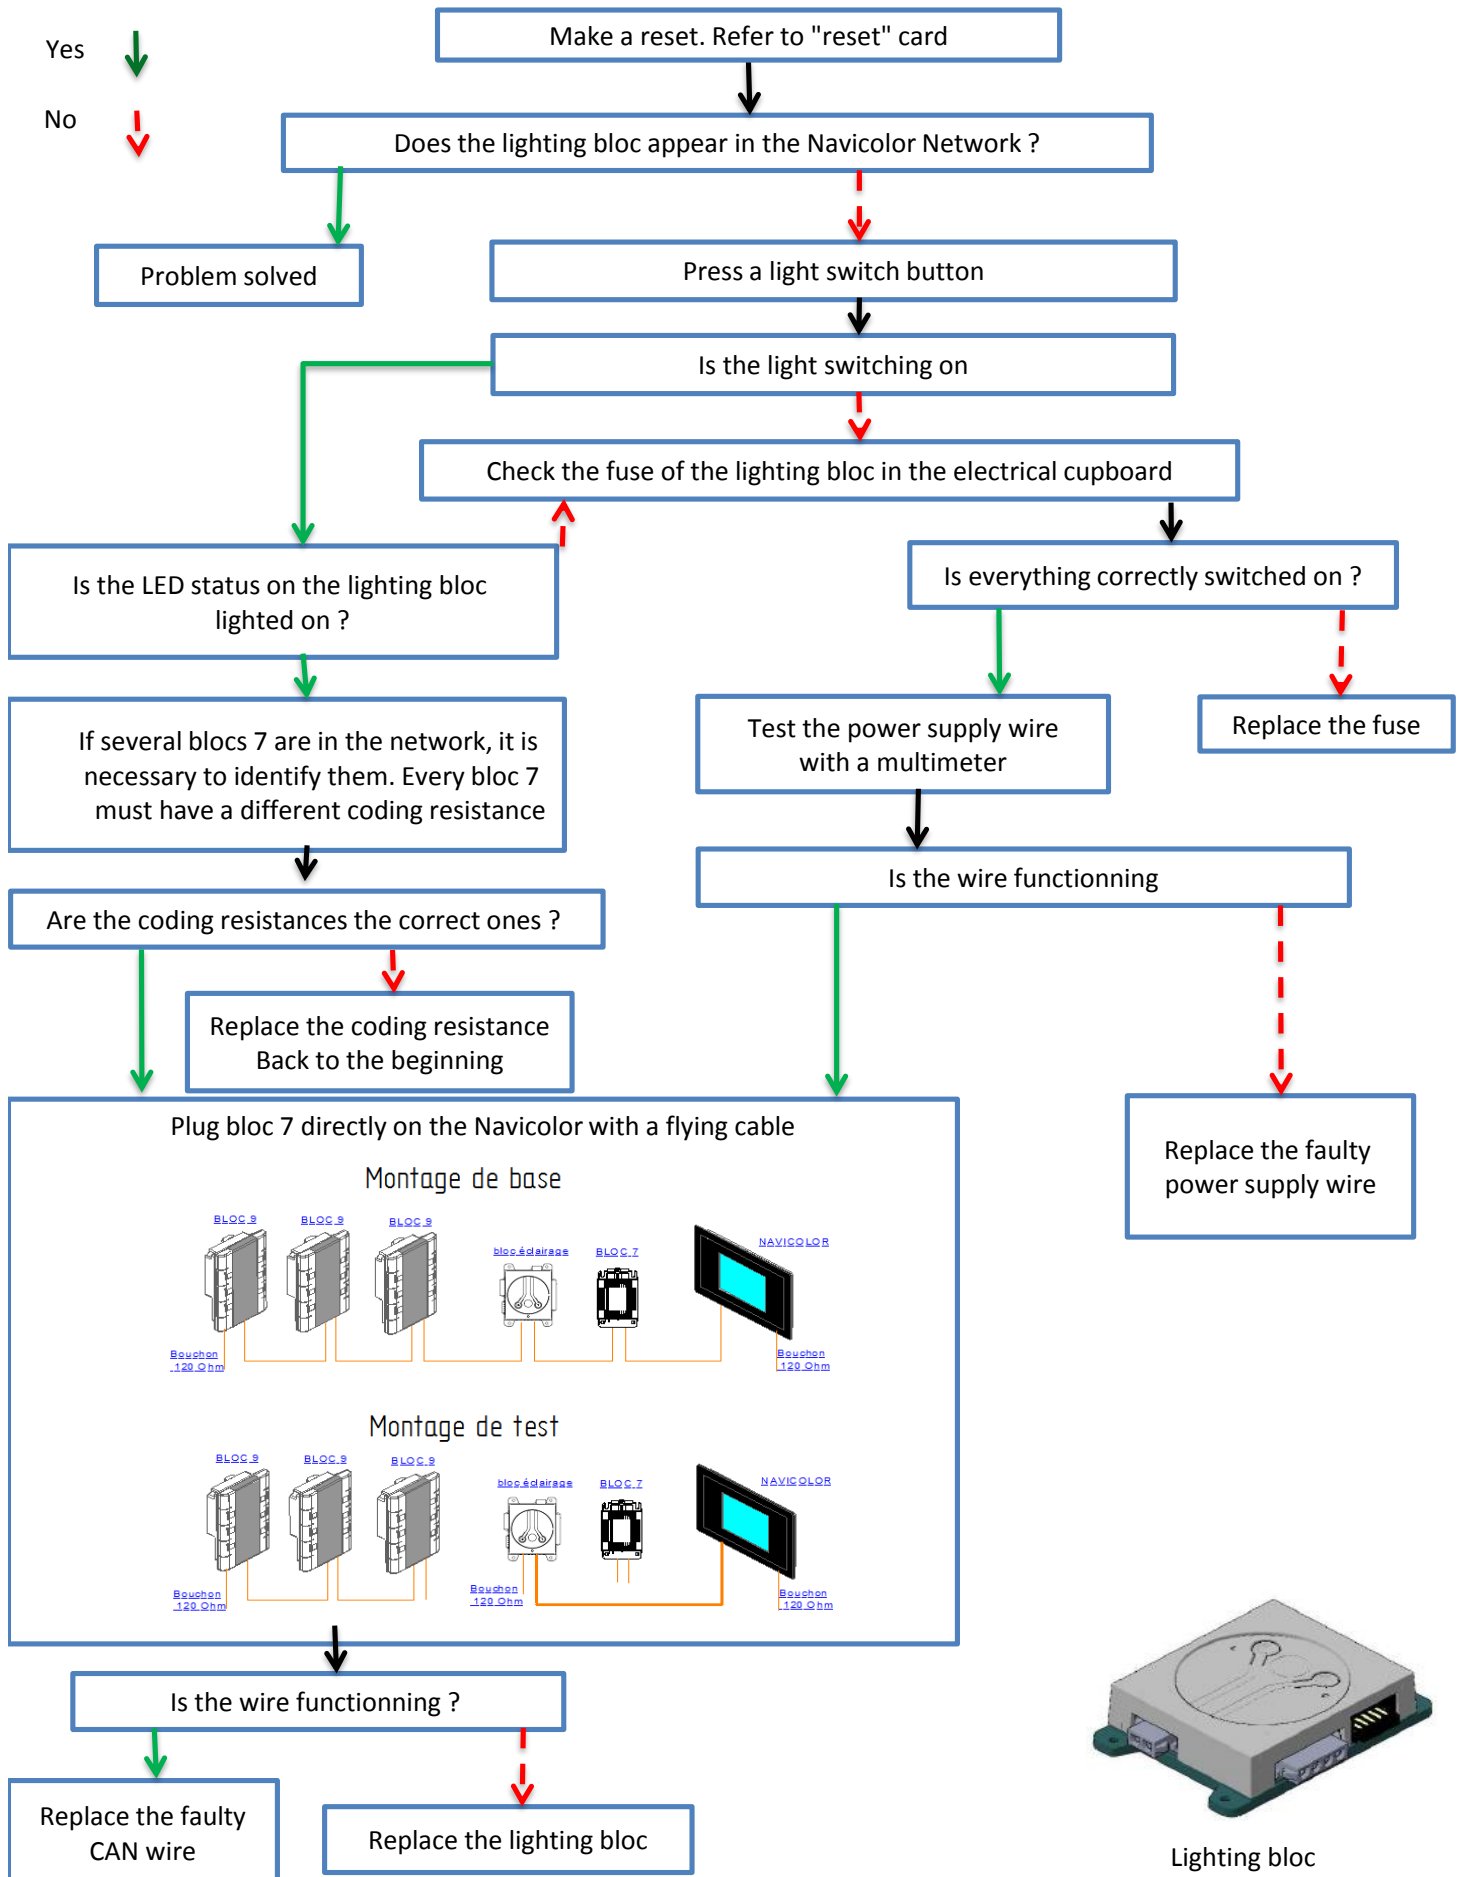 Yes
No
Make a reset. Refer to "reset" card
Does the lighting bloc appear in the Navicolor Network ?
Problem solved
Press a light switch button
Is the light switching on
Check the fuse of the lighting bloc in the electrical cupboard
Is the LED status on the lighting bloc
lighted on ?
Is everything correctly switched on ?
If several blocs 7 are in the network, it is
necessary to identify them. Every bloc 7
must have a different coding resistance
Test the power supply wire
with a multimeter
Replace the fuse
Is the wire functionning
Are the coding resistances the correct ones ?
Replace the coding resistance
Back to the beginning
Plug bloc 7 directly on the Navicolor with a flying cable
Replace the faulty
power supply wire
Montage de base
BLOC 9
BLOC 9
BLOC 9
bloc éclairage
BLOC 7
NAVICOLOR
Bouchon
120 Ohm
Bouchon
120 Ohm
Montage de test
BLOC 9
BLOC 9
BLOC 9
bloc éclairage
BLOC 7
NAVICOLOR
Bouchon
120 Ohm
Bouchon
120 Ohm
Bouchon
120 Ohm
Is the wire functionning ?
Replace the faulty
CAN wire
Replace the lighting bloc
Lighting bloc